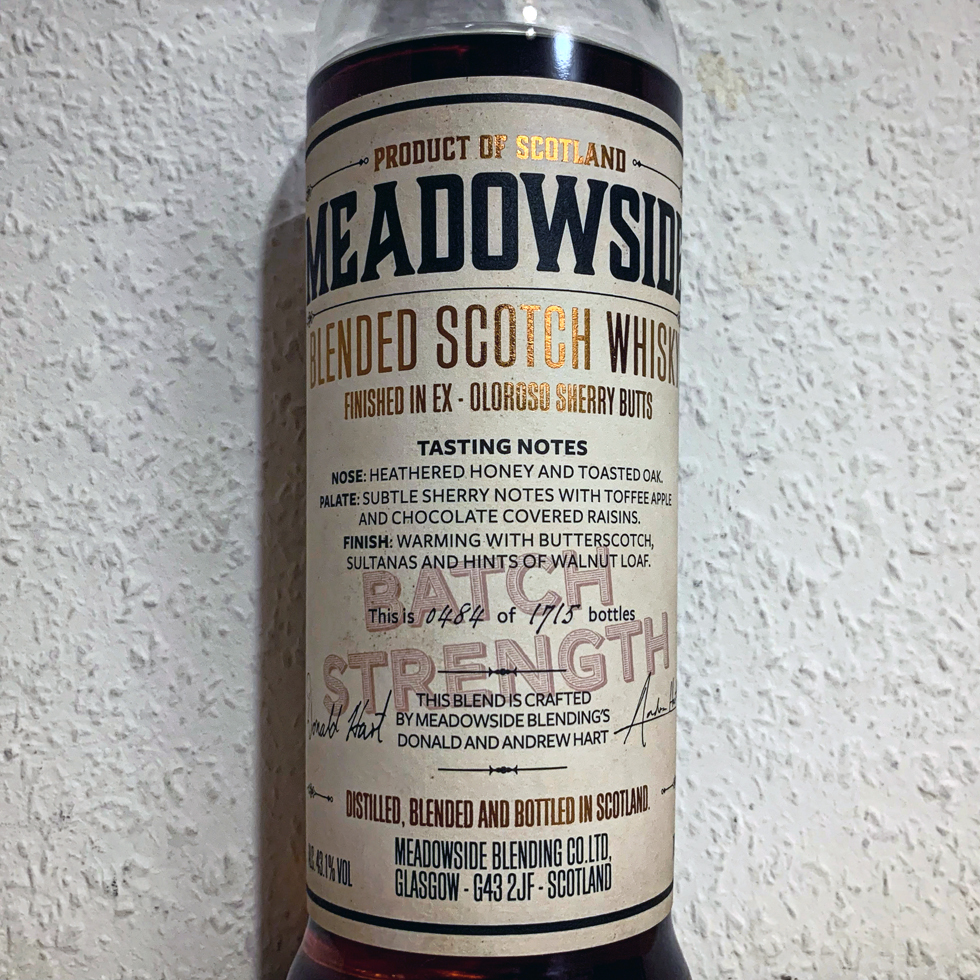 PRODUCT OF SCOTLAND
MEADOWSIDE
BLENDED SCOTCH WHISKY
FINISHED IN EX - OLOROSO SHERRY BUTTS
TASTING NOTES
NOSE: HEATHERED HONEY AND TOASTED OAK.
PALATE: SUBTLE SHERRY NOTES WITH TOFFEE APPLE
AND CHOCOLATE COVERED RAISINS.
FINISH: WARMING WITH BUTTERSCOTCH,
SULTANAS AND HINTS OF WALNUT LOAF.
BATCH
This is 0484 of 1715 bottles
STRENGTH
THIS BLEND IS CRAFTED
BY MEADOWSIDE BLENDING'S
DONALD AND ANDREW HART
Donald Hart
DISTILLED, BLENDED AND BOTTLED IN SCOTLAND.
43.1% VOL
MEADOWSIDE BLENDING CO.LTD,
GLASGOW - G43 2JF - SCOTLAND